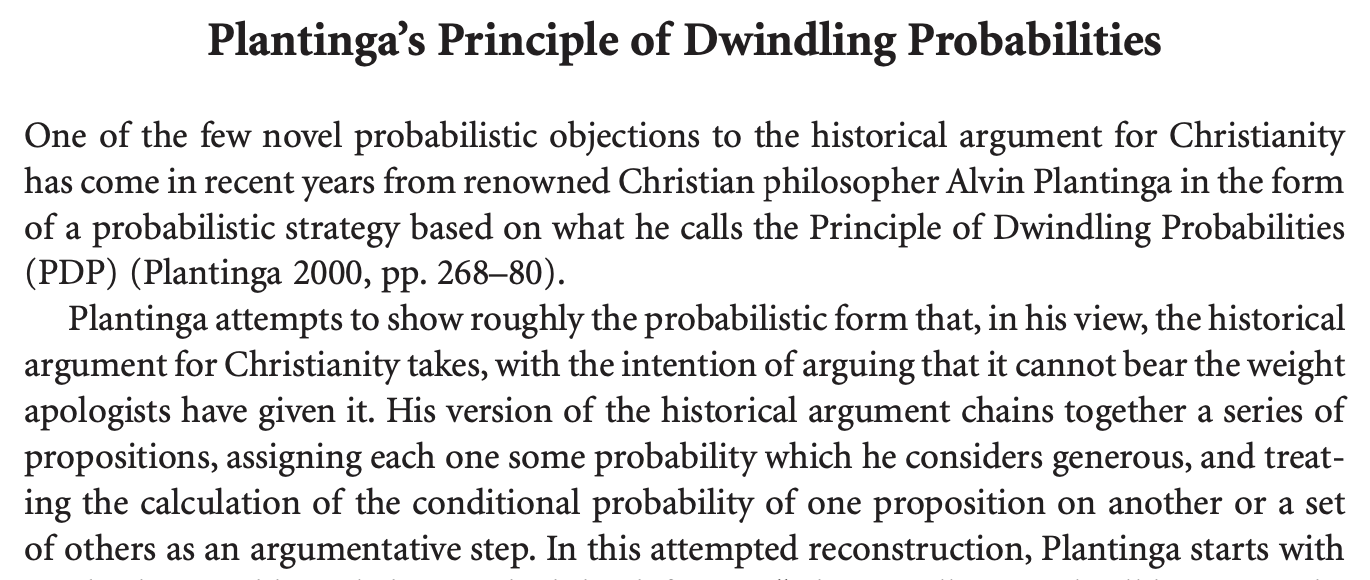 Plantinga’s Principle of Dwindling Probabilities
One of the few novel probabilistic objections to the historical argument for Christianity
has come in recent years from renowned Christian philosopher Alvin Plantinga in the form
of a probabilistic strategy based on what he calls the Principle of Dwindling Probabilities
(PDP) (Plantinga 2000, pp. 268–80).
Plantinga attempts to show roughly the probabilistic form that, in his view, the historical
argument for Christianity takes, with the intention of arguing that it cannot bear the weight
apologists have given it. His version of the historical argument chains together a series of
propositions, assigning each one some probability which he considers generous, and treat-
ing the calculation of the conditional probability of one proposition on another or a set
of others as an argumentative step. In this attempted reconstruction, Plantinga starts with